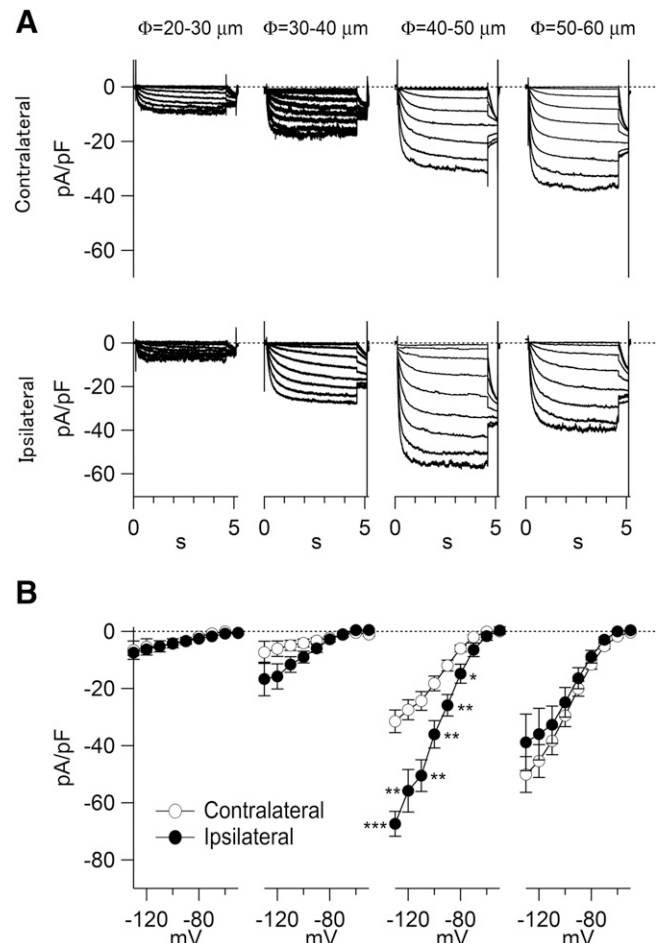 A
Φ=20-30 μm Φ=30-40 μm Φ=40-50 μm Φ=50-60 μm
Contralateral
pA/pF
0
-20
-40
-60
Ipsilateral
pA/pF
0
-20
-40
-60
0 5 0 5 0 5 0 5
s s s s
B
pA/pF
0
-20
-40
-60
-80
*
**
**
** **
***
Contralateral
Ipsilateral
-120 -80 -120 -80 -120 -80 -120 -80
mV mV mV mV